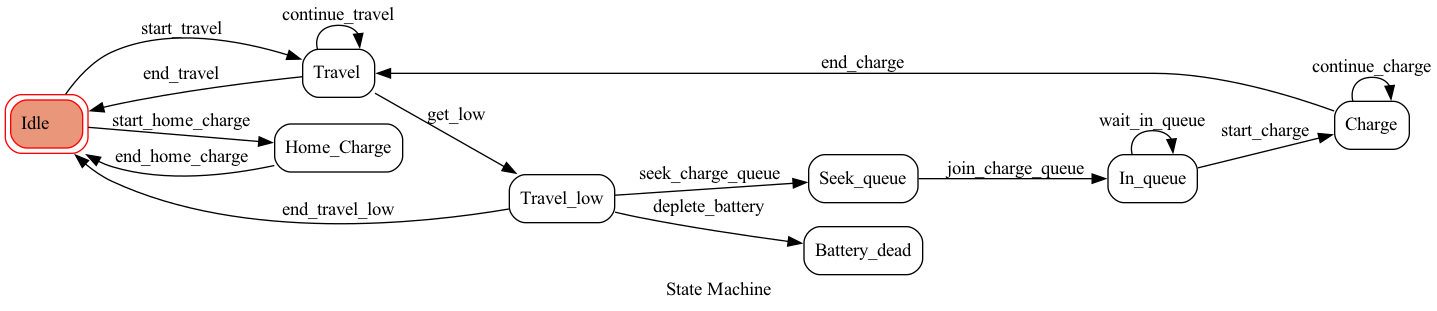 continue_travel
start_travel
end_travel
Travel
end_charge
continue_charge
Idle
start_home_charge
get_low
Charge
end_home_charge
Home_Charge
wait_in_queue
start_charge
end_travel_low
Travel_low
seek_charge_queue
Seek_queue
join_charge_queue
In_queue
deplete_battery
Battery_dead
State Machine